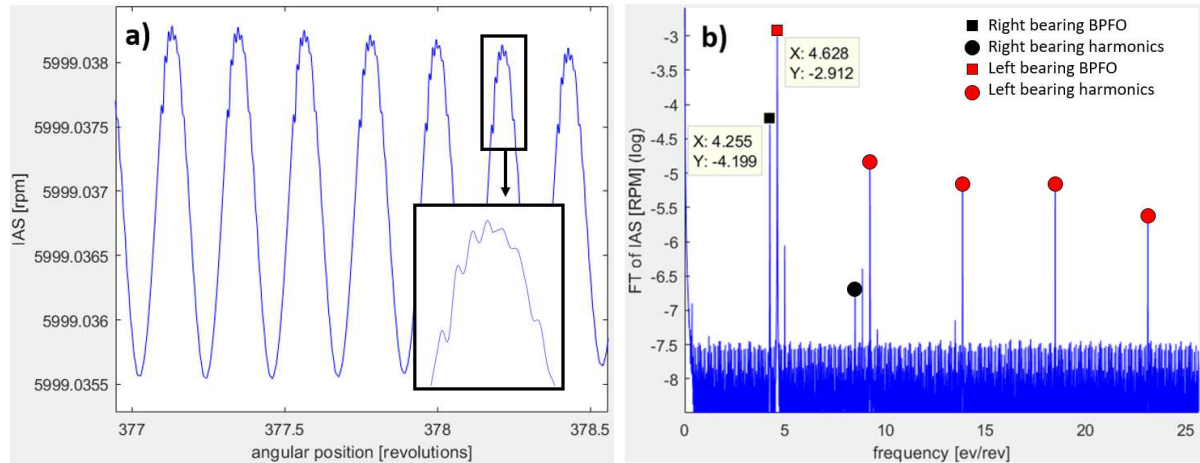 a)
5999.038
5999.0375
5999.037
5999.0365
5999.036
5999.0355
IAS [rpm]
377
377.5
378
378.5
angular position [revolutions]
b)
Right bearing BPFO
Right bearing harmonics
Left bearing BPFO
Left bearing harmonics
X: 4.628
Y: -2.912
X: 4.255
Y: -4.199
-3
-3.5
-4
-4.5
-5
-5.5
-6
-6.5
-7
-7.5
-8
FT of IAS [RPM] (log)
0
5
10
15
20
25
frequency [ev/rev]